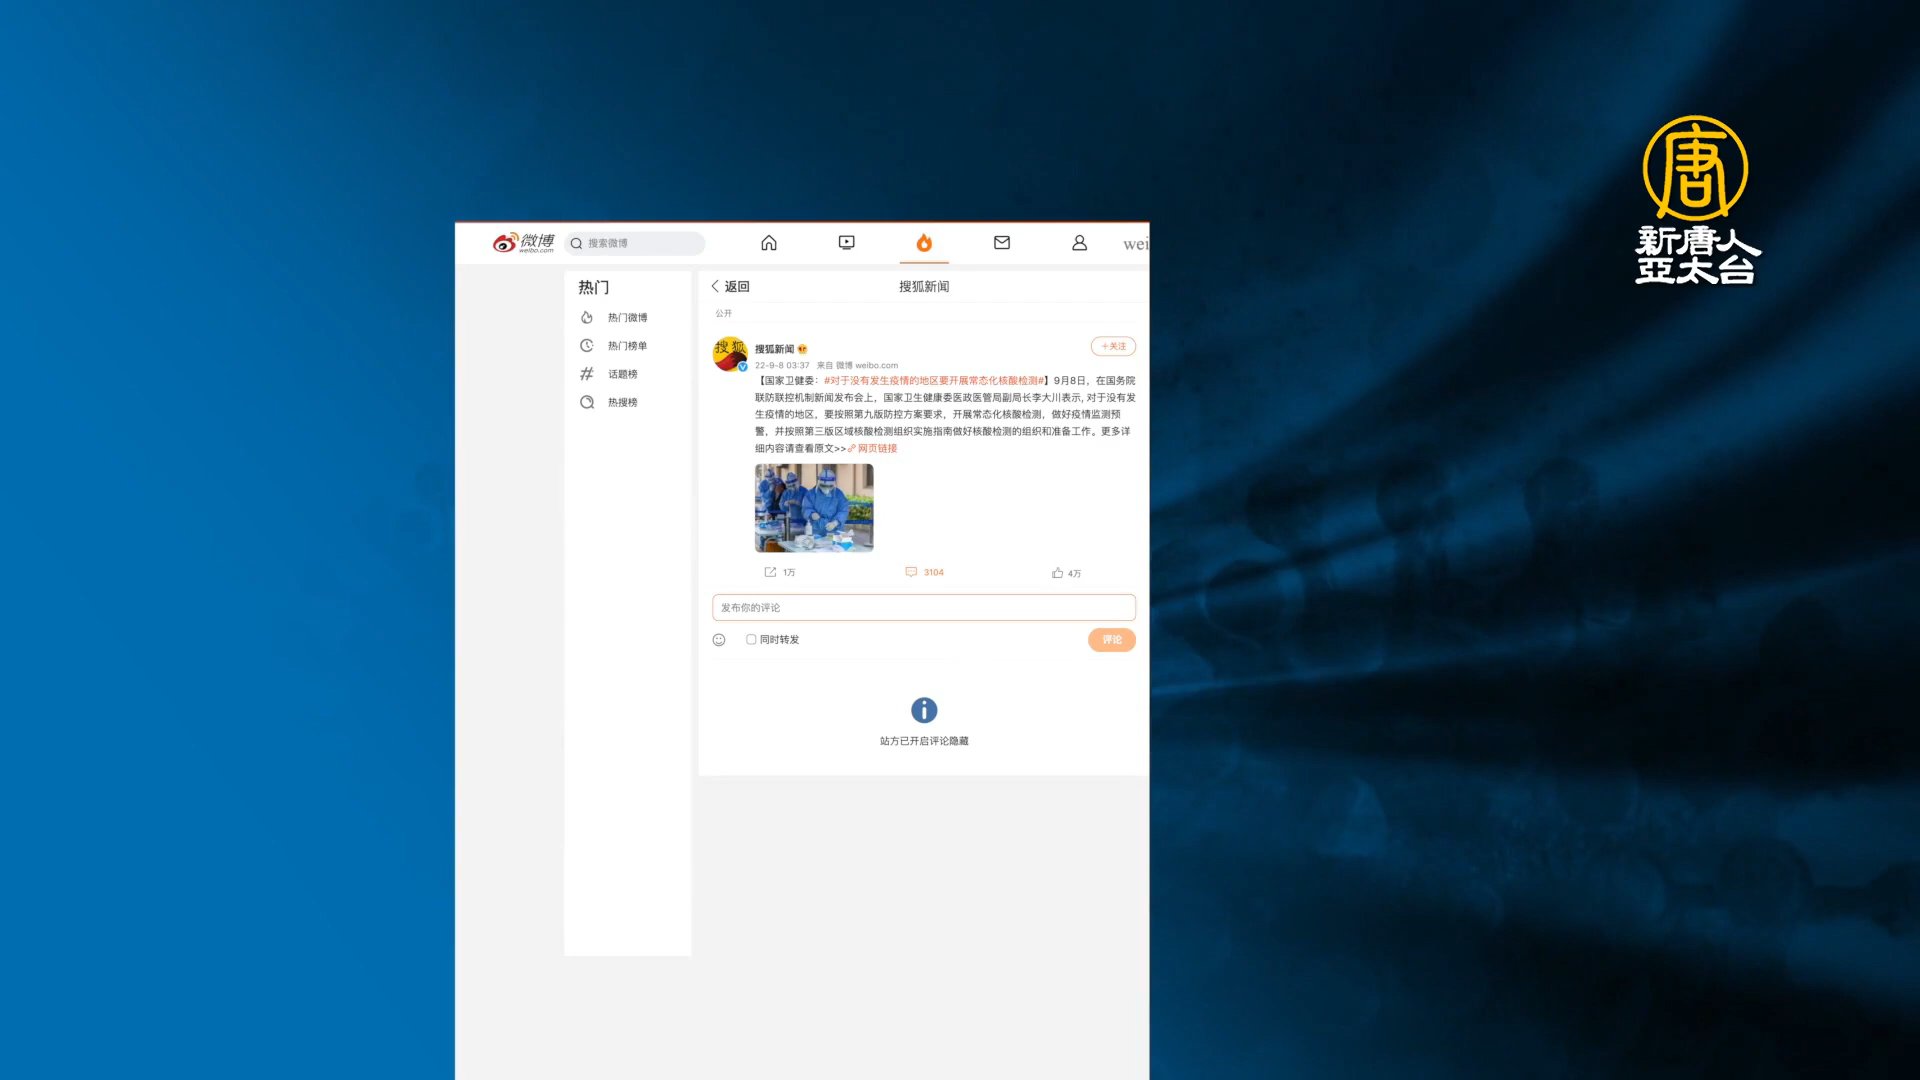 唐
新唐人
亞太台
微博
weibo.com
搜索微博
wei
热门
热门微博
热门榜单
话题榜
热搜榜
返回
搜狐新闻
公开
搜狐
搜狐新闻
+关注
22-9-8 03:37 来自 微博 weibo.com
【国家卫健委：#对于没有发生疫情的地区要开展常态化核酸检测#】9月8日，在国务院
联防联控机制新闻发布会上，国家卫生健康委医政医管局副局长李大川表示, 对于没有发
生疫情的地区，要按照第九版防控方案要求，开展常态化核酸检测，做好疫情监测预
警，并按照第三版区域核酸检测组织实施指南做好核酸检测的组织和准备工作。更多详
细内容请查看原文>> 网页链接
1万
3104
4万
发布你的评论
同时转发
评论
站方已开启评论隐藏